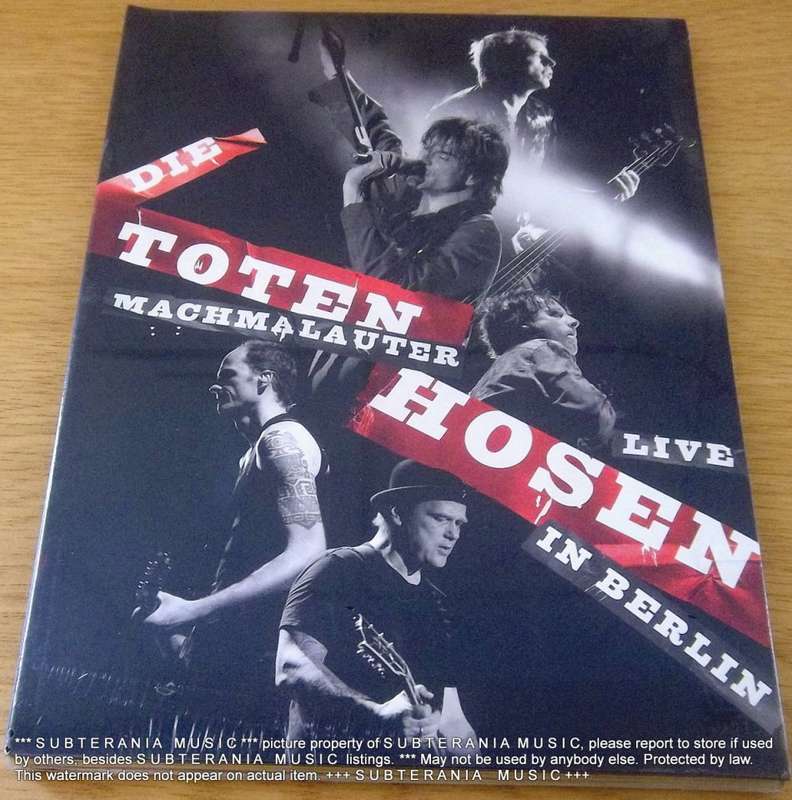 DIE
TOTEN
MACHMALAUTER
HOSEN
LIVE
IN BERLIN
*** S U B T E R A N I A M U S I C *** picture property of S U B T E R A N I A M U S I C, please report to store if used
by others, besides S U B T E R A N I A M U S I C listings. *** May not be used by anybody else. Protected by law.
This watermark does not appear on actual item. +++ S U B T E R A N I A M U S I C +++